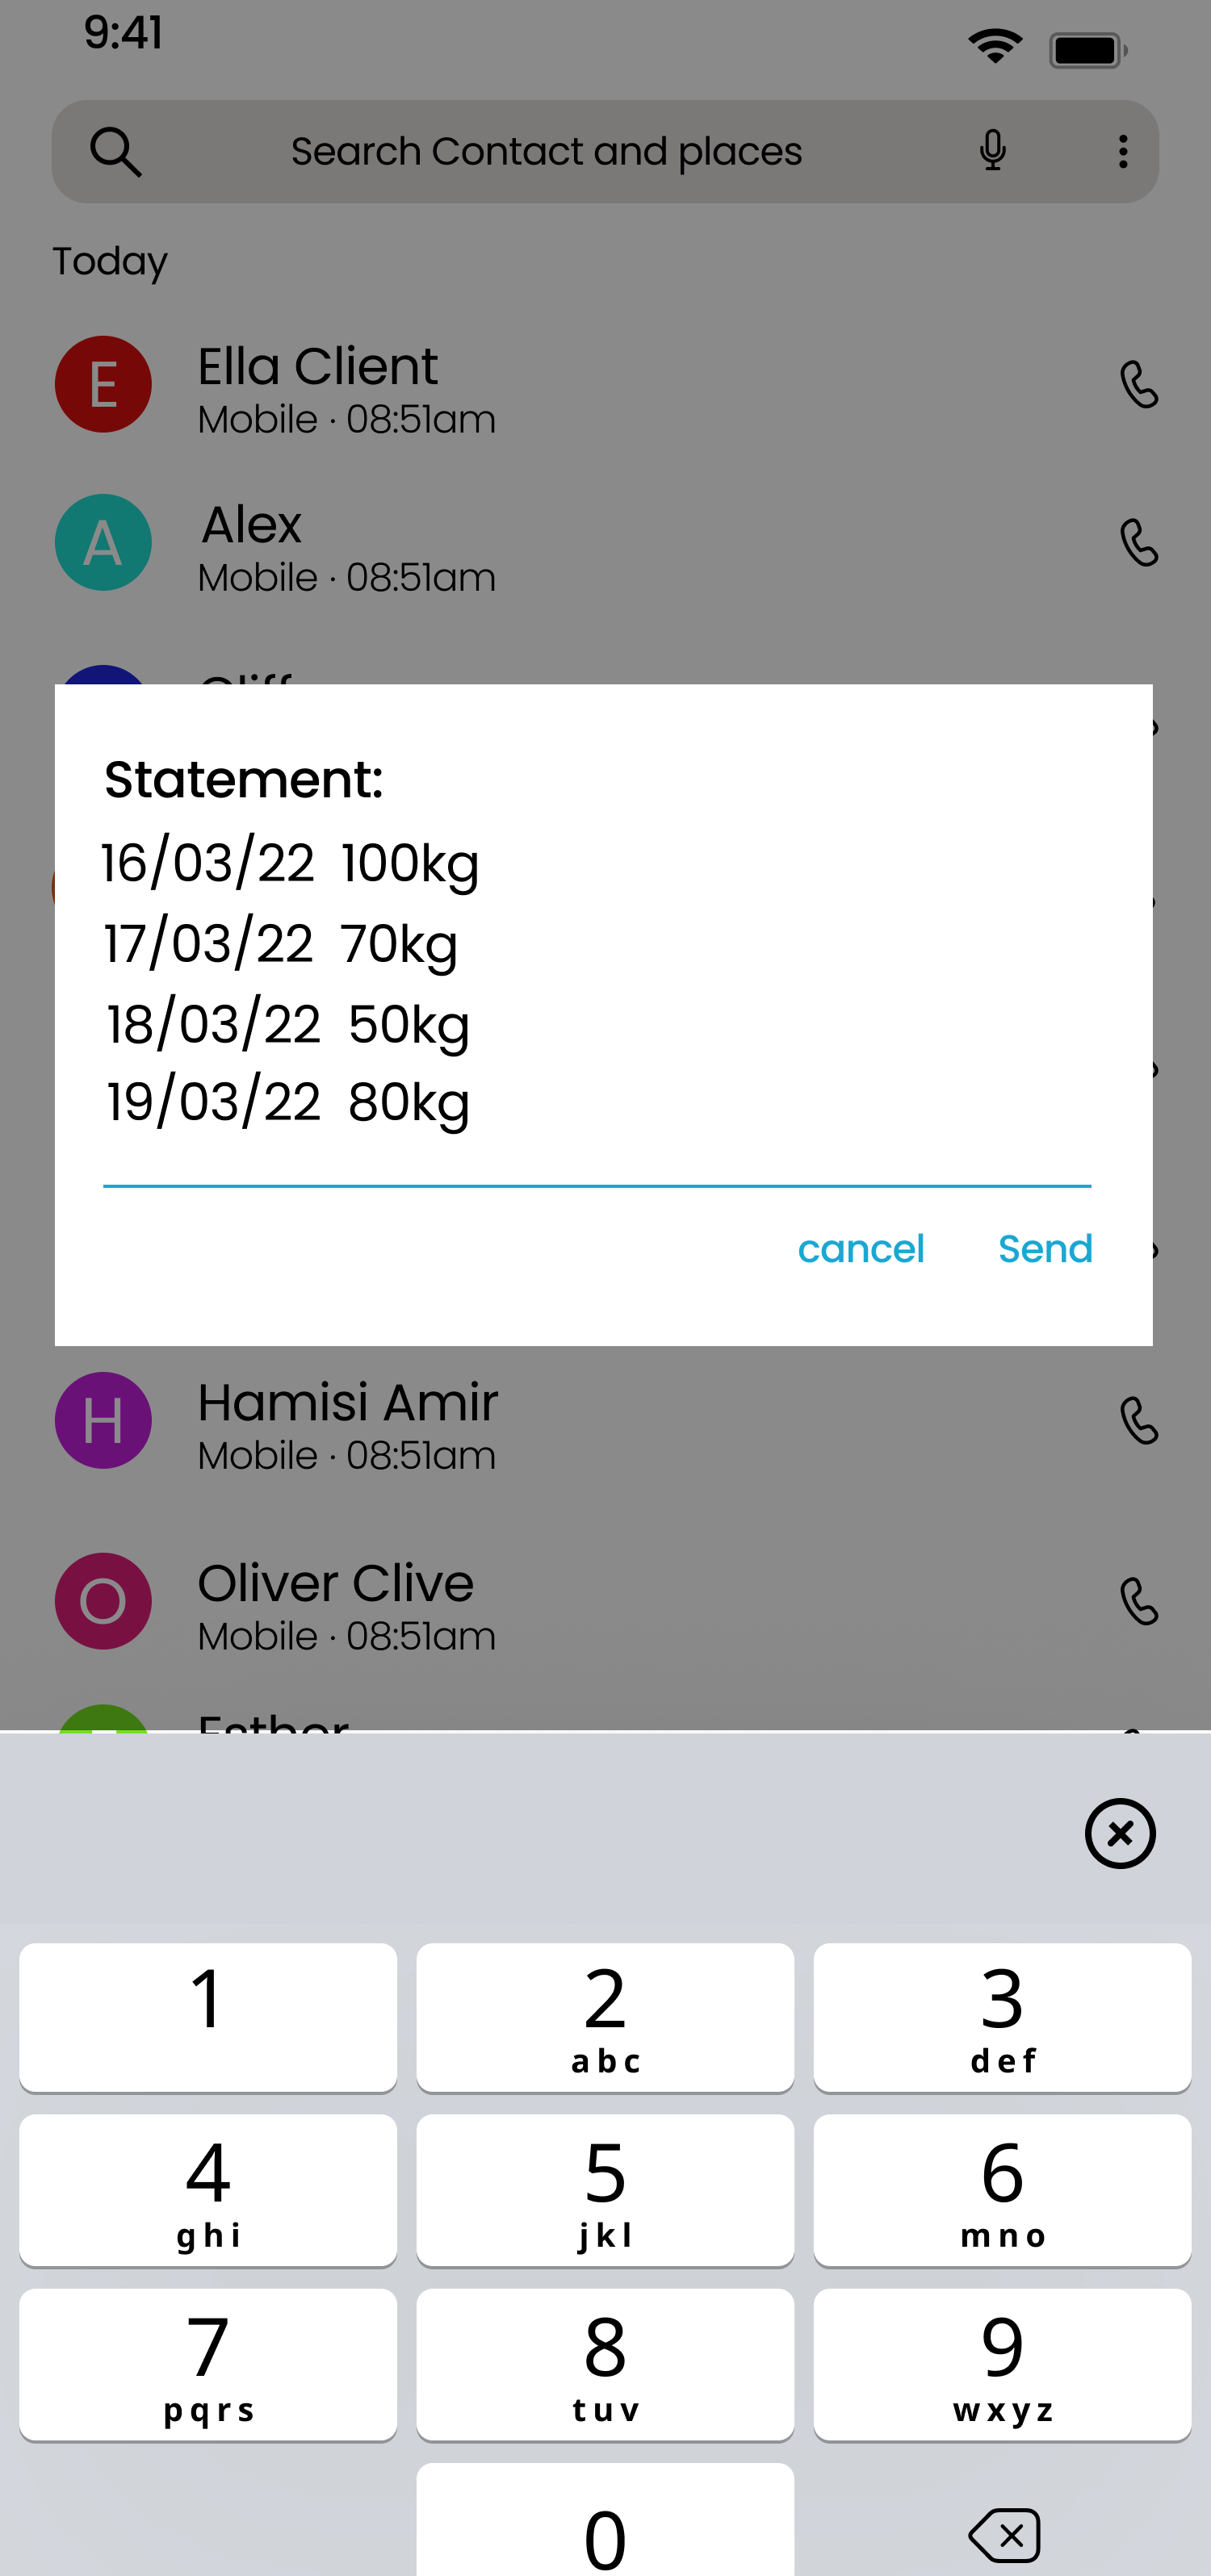 9:41
Search Contact and places
Today
E
Ella Client
Mobile · 08:51am
A
Alex
Mobile · 08:51am
Cliff
Statement:
16/03/22 100kg
17/03/22 70kg
18/03/22 50kg
19/03/22 80kg
cancel Send
H
Hamisi Amir
Mobile · 08:51am
O
Oliver Clive
Mobile · 08:51am
Esther
1 2 3
abc def
4 5 6
ghi jkl mno
7 8 9
pqrs tuv wxyz
0